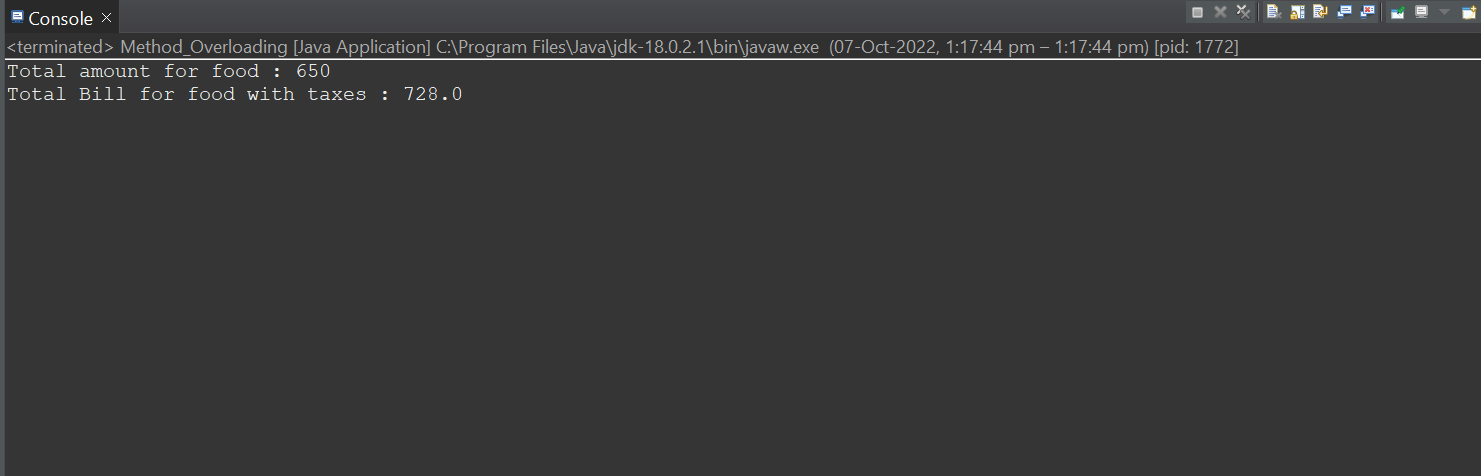 Console
<terminated> Method_Overloading [Java Application] C:\Program Files\Java\jdk-18.0.2.1\bin\javaw.exe (07-Oct-2022, 1:17:44 pm – 1:17:44 pm) [pid: 1772]
Total amount for food : 650
Total Bill for food with taxes : 728.0